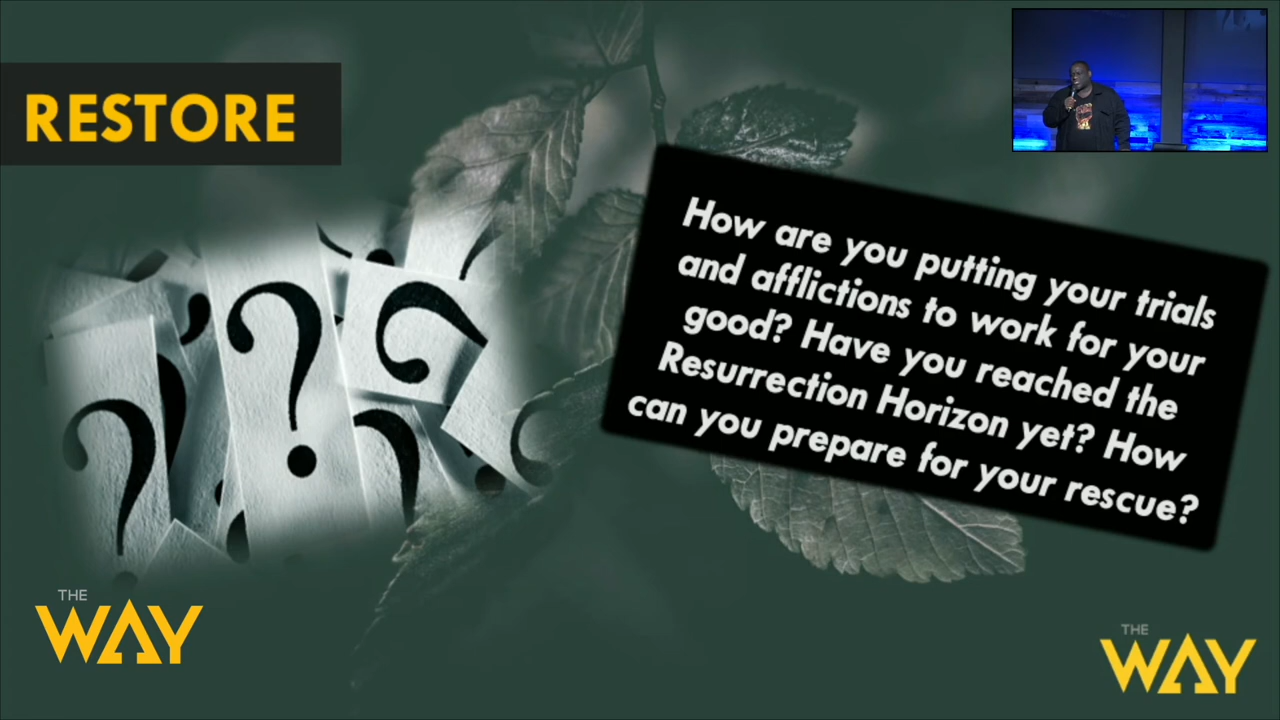 RESTORE
How are you putting your trials
and afflictions to work for your
good? Have you reached the
Resurrection Horizon yet? How
can you prepare for your rescue?
? ? ? ? ?
THE
WAY
THE
WAY